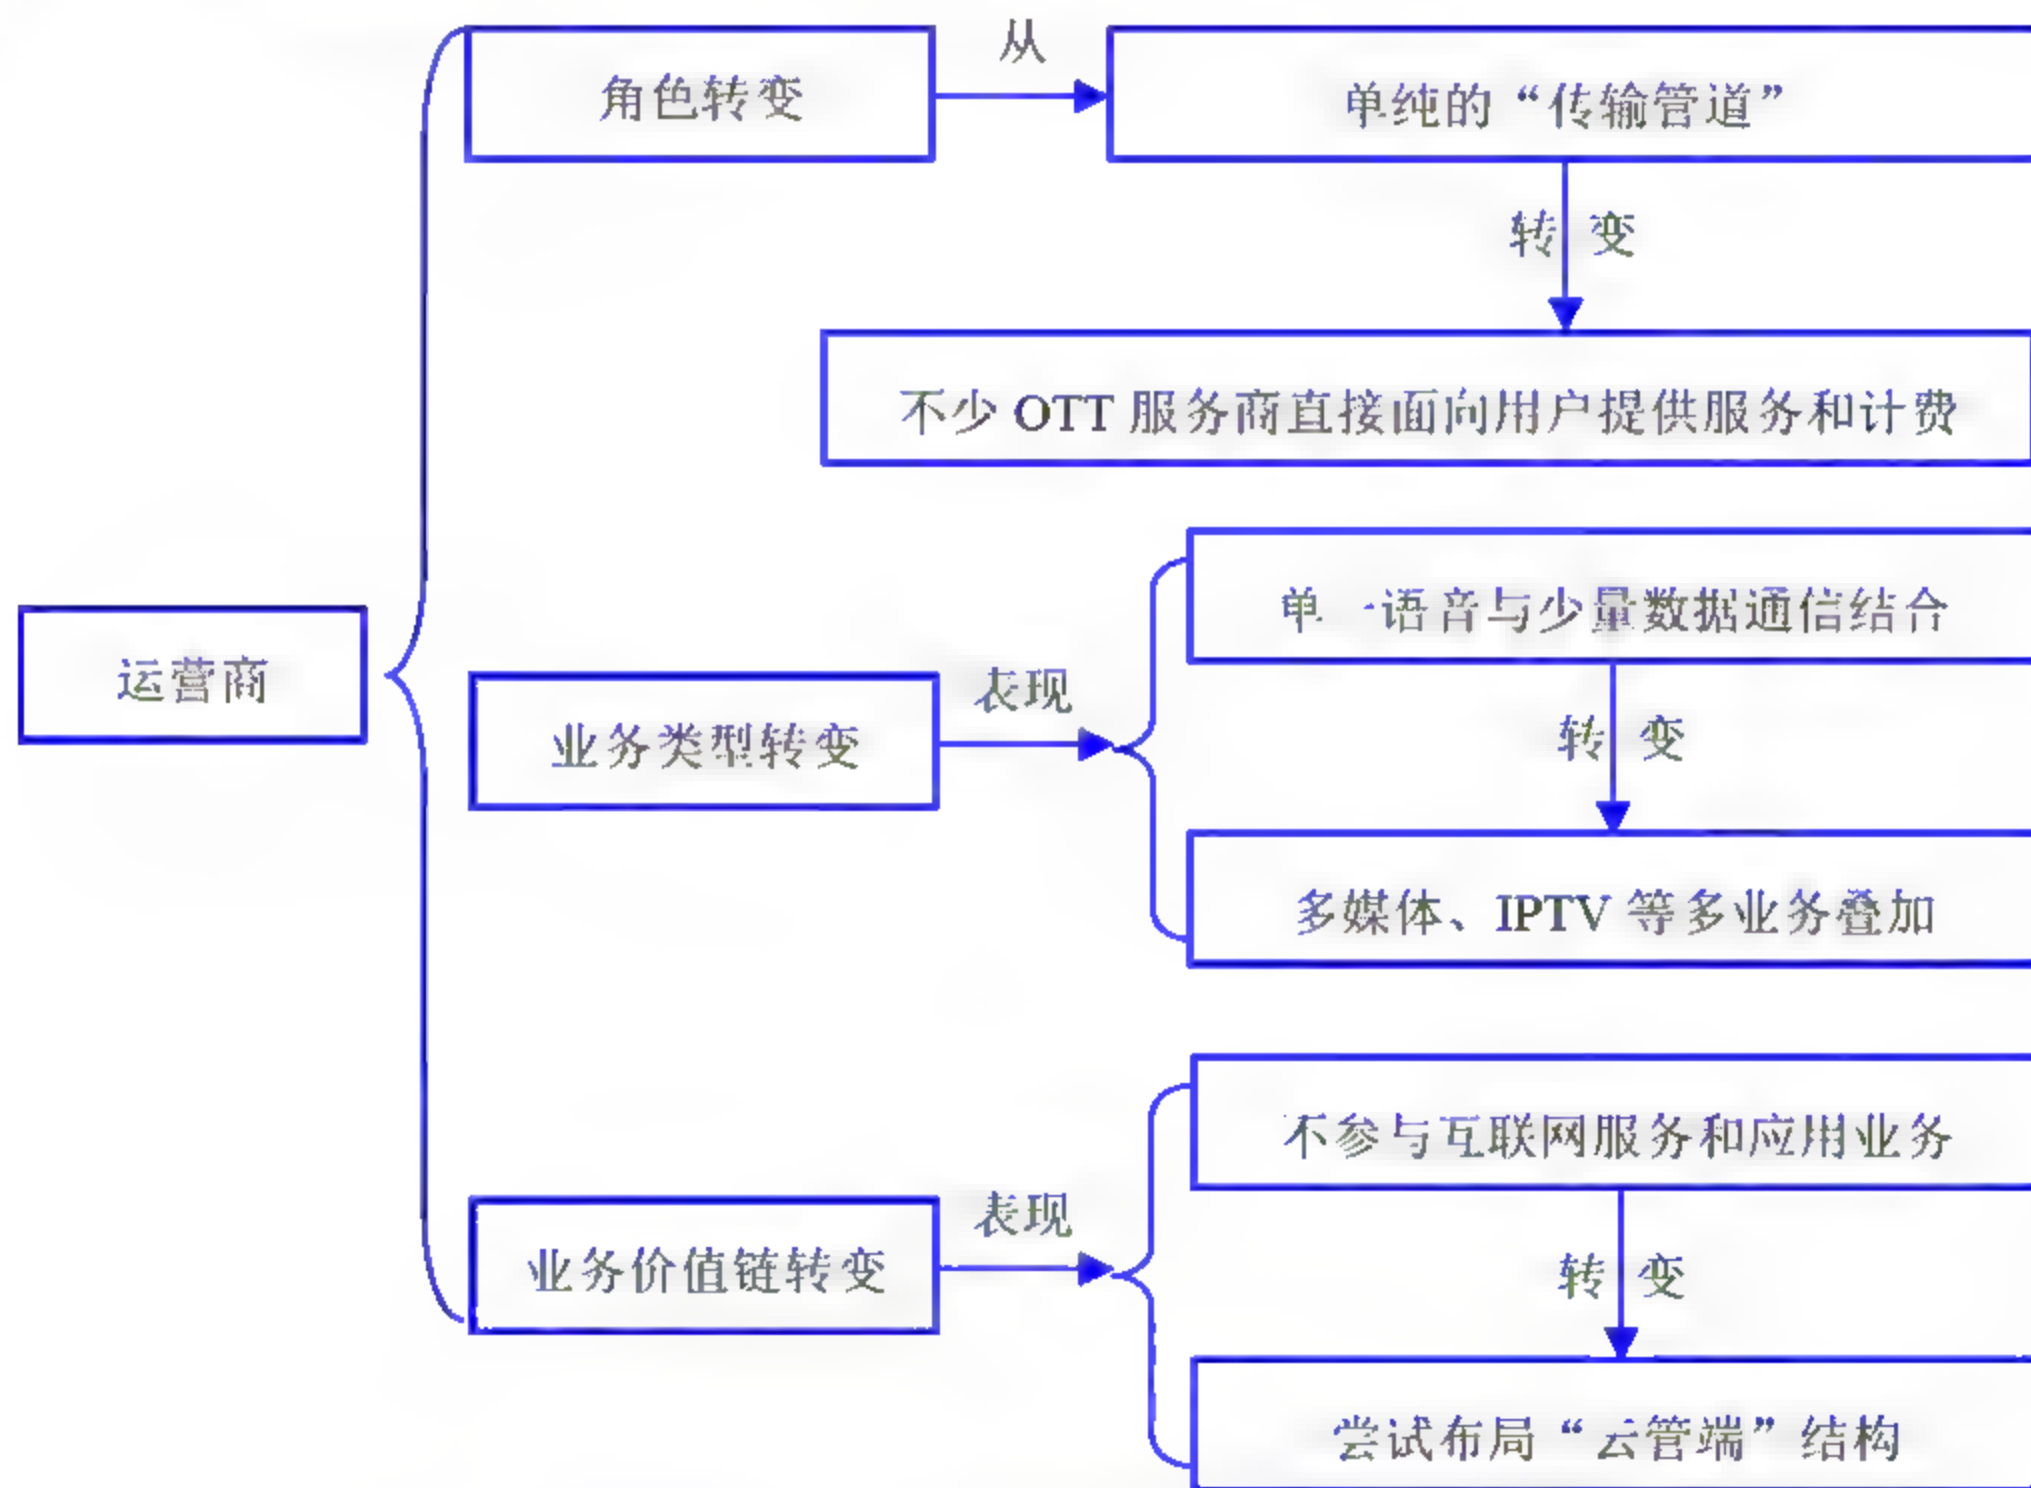 从
角色转变
单纯的“传输管道”
转变
不少 OTT 服务商直接面向用户提供服务和计费
单一语音与少量数据通信结合
运营商
表现
业务类型转变
转变
多媒体、IPTV 等多业务叠加
不参与互联网服务和应用业务
表现
业务价值链转变
转变
尝试布局“云管端”结构